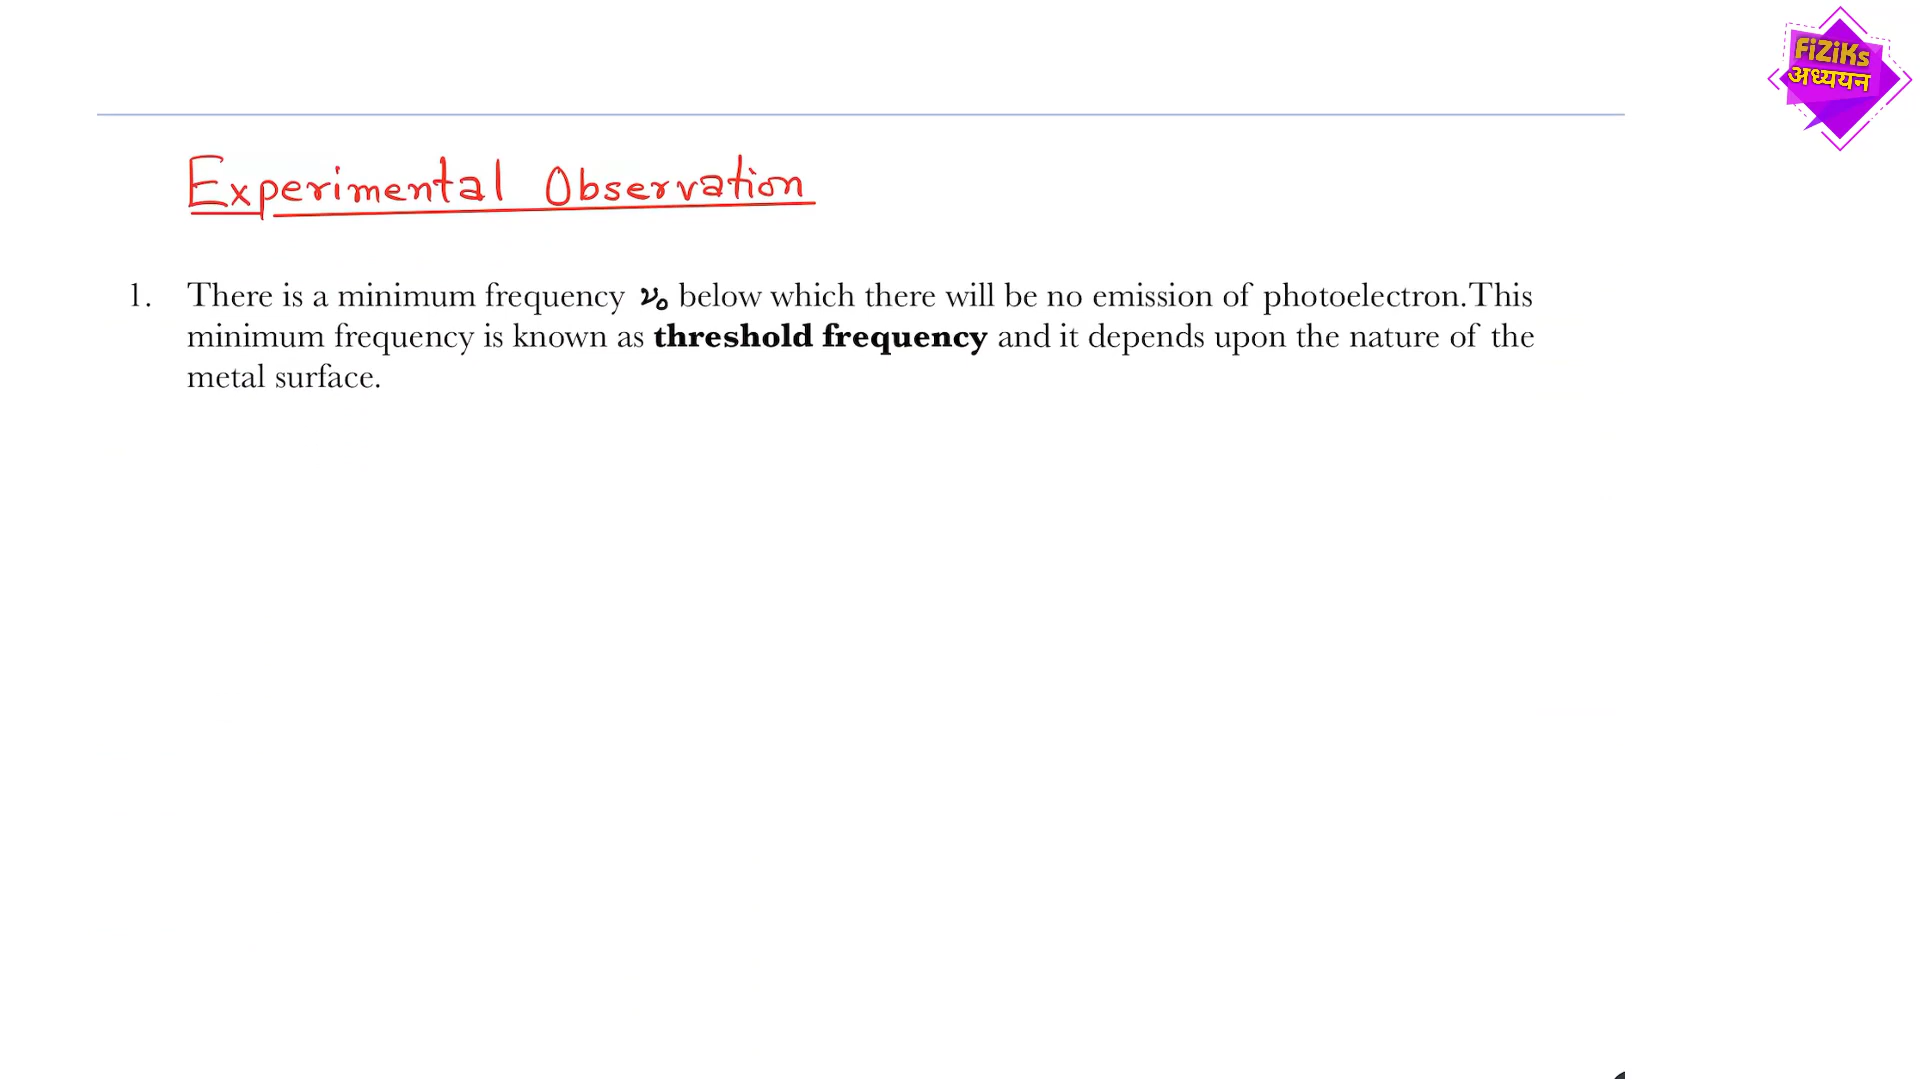 FiZiKs
अध्ययन
Experimental Observation
1. There is a minimum frequency ν₀ below which there will be no emission of photoelectron.This
minimum frequency is known as threshold frequency and it depends upon the nature of the
metal surface.